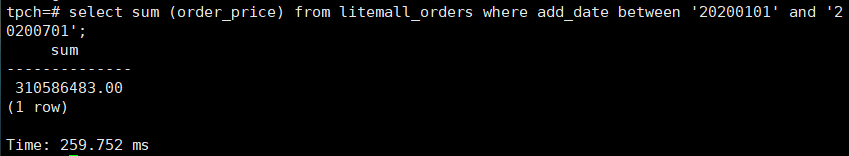 tpch=# select sum (order_price) from litemall_orders where add_date between '20200101' and '2
0200701';
     sum
--------------
 310586483.00
(1 row)
Time: 259.752 ms